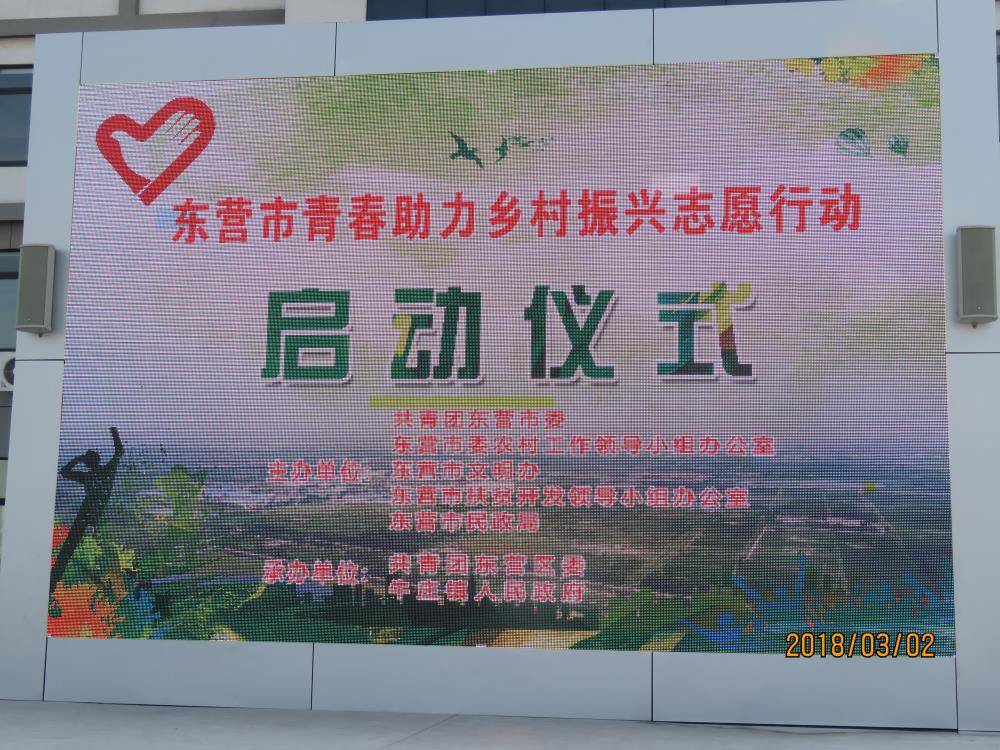 东营市青春助力乡村振兴志愿行动
启动仪式
主办单位：
共青团东营市委
东营市委农村工作领导小组办公室
东营市文明办
东营市扶贫开发领导小组办公室
东营市民政局
承办单位：
共青团东营区委
牛庄镇人民政府
2018/03/02